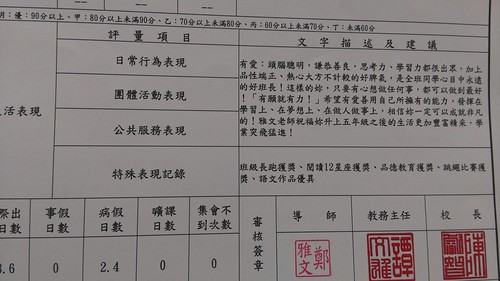 明：優：90分以上、甲：80分以上未滿90分、乙：70分以上未滿80分、丙：60分以上未滿70分、丁：未滿60分
評量項目
文字描述及建議
活表現
日常行為表現
團體活動表現
公共服務表現
有愛：頭腦聰明，謙恭善良，思考力、學習力都很出眾，加上
品性端正、熱心大方不計較的好脾氣，是全班同學心目中永遠
的好班長！這樣的妳，只要有心想做任何事，都可以做到最好
！「有願就有力！」希望有愛善用自己所擁有的能力，發揮在
學習上、在夢想上、在做人做事上，相信妳一定可以成就非凡
的！雅文老師祝福妳升上五年級之後的生活更加豐富精采，學
業突飛猛進！
特殊表現記錄
班級長跑獲獎、閱讀12星座獲獎、品德教育獲獎、跳繩比賽獲
獎、語文作品優異
席出日數
事假日數
病假日數
曠課日數
集會不到次數
審核簽章
導師
教務主任
校長
3.6
0
2.4
0
0
鄭雅文